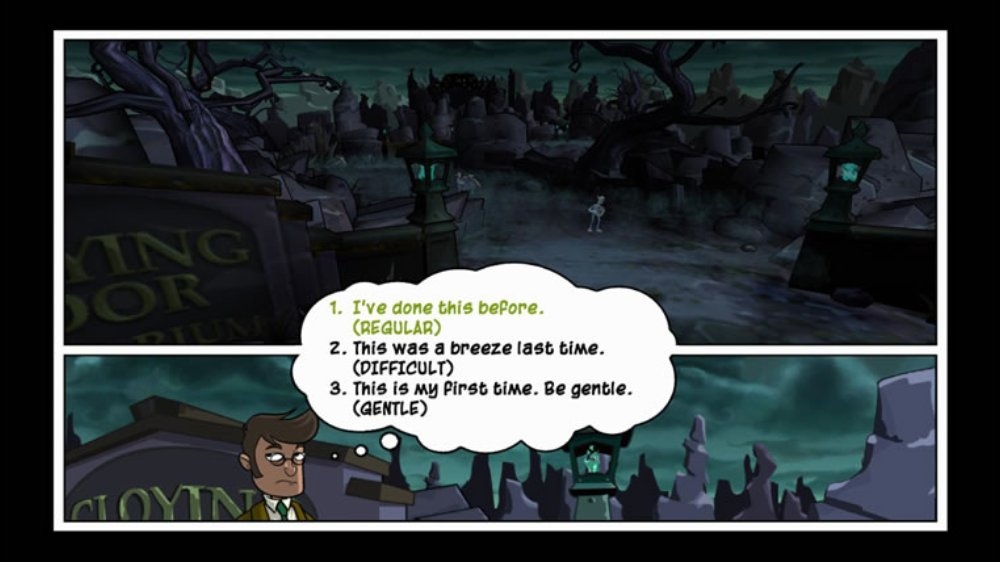 YING
OOR
RIUM
1. I've done this before.
(REGULAR)
2. This was a breeze last time.
(DIFFICULT)
3. This is my first time. Be gentle.
(GENTLE)
CLOYIN